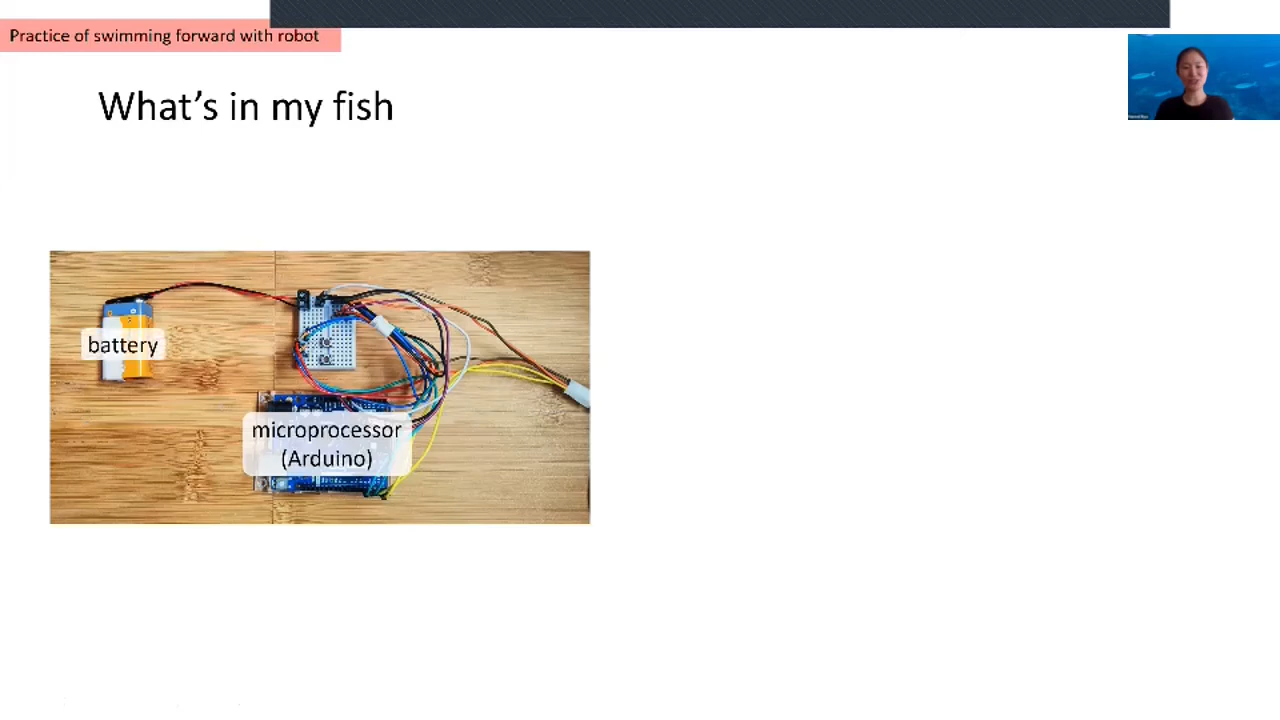 Practice of swimming forward with robot
What's in my fish
battery
microprocessor
(Arduino)